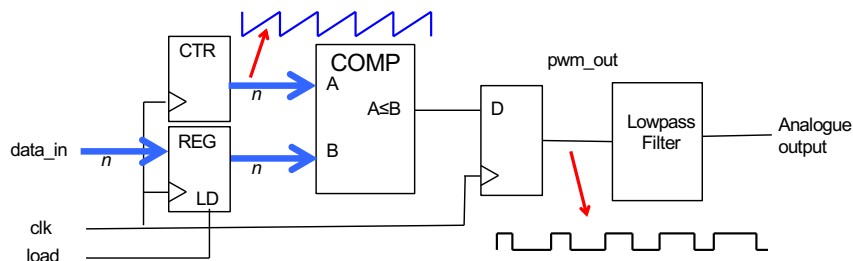 CTR
n
COMP
A
A≤B
B
REG
LD
n
data_in
n
clk
load
D
pwm_out
Lowpass
Filter
Analogue
output